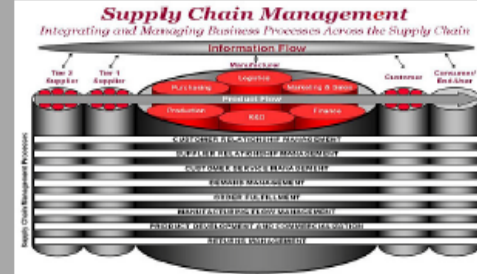 Supply Chain Management
Integrating and Managing Business Processes Across the Supply Chain
Information Flow
Manufacturer
Tier 2 Supplier
Tier 1 Supplier
Customer
Consumer/ End-User
Logistics
Purchasing
Marketing & Sales
Product Flow
Production
R&D
Finance
Supply Chain Management Processes
CUSTOMER RELATIONSHIP MANAGEMENT
SUPPLIER RELATIONSHIP MANAGEMENT
CUSTOMER SERVICE MANAGEMENT
DEMAND MANAGEMENT
ORDER FULFILLMENT
MANUFACTURING FLOW MANAGEMENT
PRODUCT DEVELOPMENT AND COMMERCIALIZATION
RETURNS MANAGEMENT